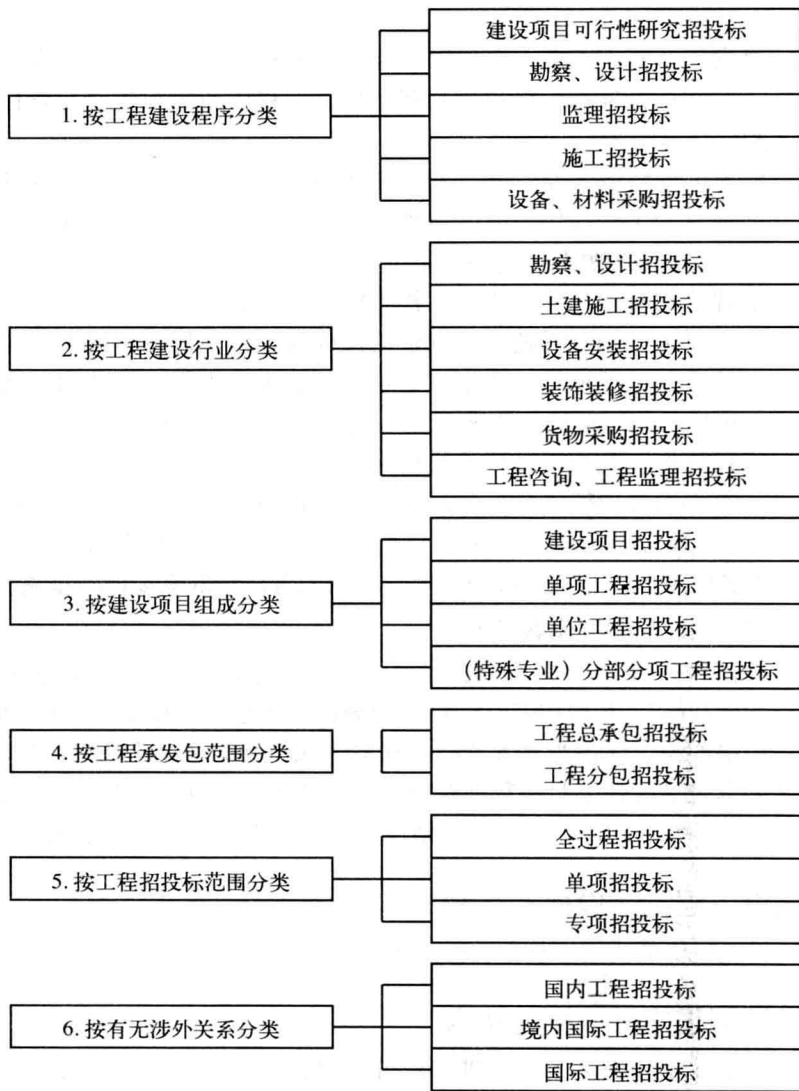 建设项目可行性研究招投标
勘察、设计招投标
1. 按工程建设程序分类
监理招投标
施工招投标
设备、材料采购招投标
勘察、设计招投标
土建施工招投标
2. 按工程建设行业分类
设备安装招投标
装饰装修招投标
货物采购招投标
工程咨询、工程监理招投标
建设项目招投标
单项工程招投标
3. 按建设项目组成分类
单位工程招投标
（特殊专业）分部分项工程招投标
工程总承包招投标
4. 按工程承发包范围分类
工程分包招投标
全过程招投标
5. 按工程招投标范围分类
单项招投标
专项招投标
国内工程招投标
6. 按有无涉外关系分类
境内国际工程招投标
国际工程招投标